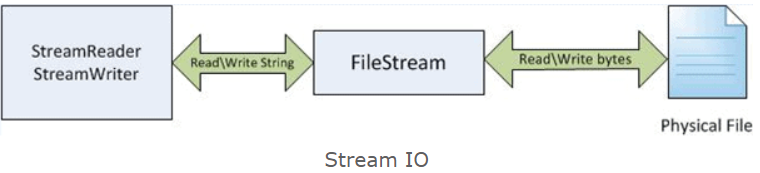 StreamReader
StreamWriter
Read\Write String
FileStream
Read\Write bytes
Physical File
Stream IO